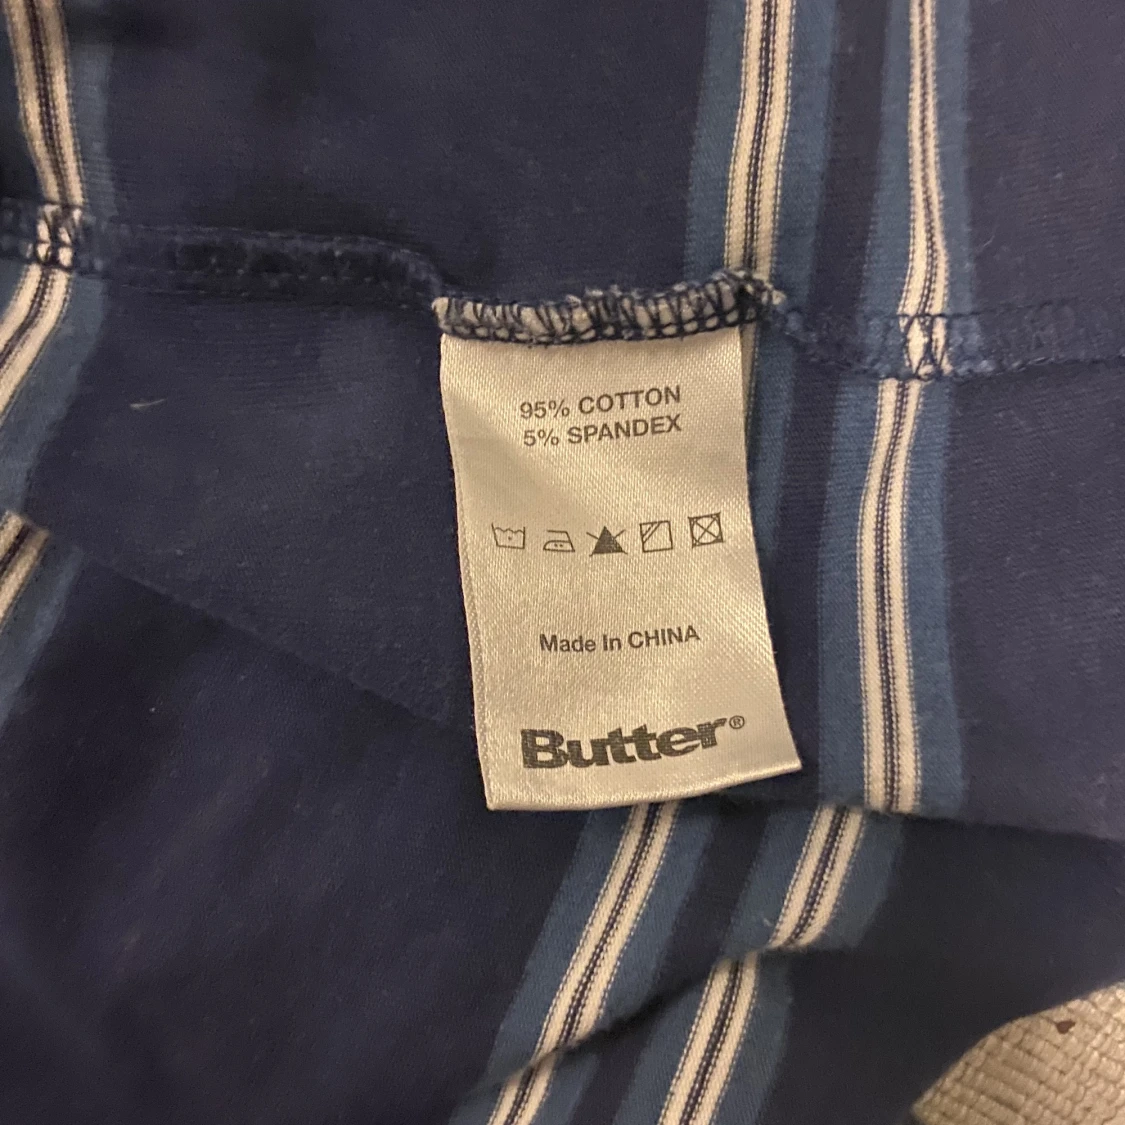 95% COTTON
5% SPANDEX
Made In CHINA
Butter®